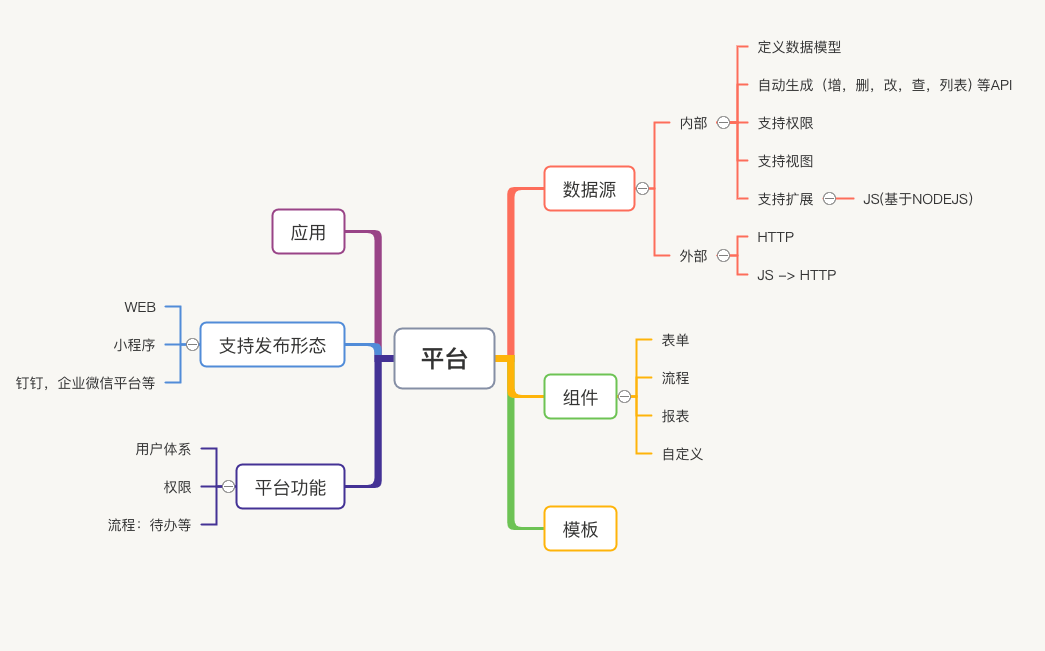 平台
数据源
内部
定义数据模型
自动生成（增，删，改，查，列表) 等API
支持权限
支持视图
支持扩展
JS(基于NODEJS)
外部
HTTP
JS -> HTTP
组件
表单
流程
报表
自定义
模板
应用
支持发布形态
WEB
小程序
钉钉，企业微信平台等
平台功能
用户体系
权限
流程：待办等